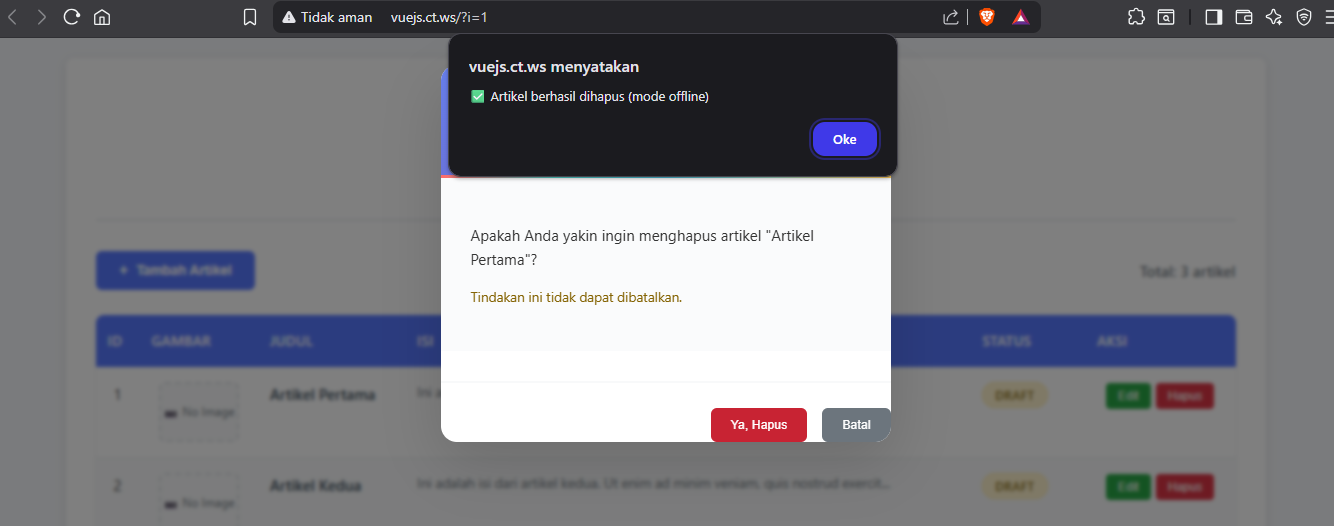 Tidak aman vuejs.ct.ws/?i=1
vuejs.ct.ws menyatakan
✅ Artikel berhasil dihapus (mode offline)
Oke
Apakah Anda yakin ingin menghapus artikel "Artikel
Pertama"?
Tindakan ini tidak dapat dibatalkan.
Ya, Hapus Batal
+ Tambah Artikel Total: 3 artikel
ID GAMBAR JUDUL ISI STATUS AKSI
1 No Image Artikel Pertama Ini DRAFT Edit Hapus
2 No Image Artikel Kedua Ini adalah isi dari artikel kedua. Ut enim ad minim veniam, quis nostrud exercit... DRAFT Edit Hapus